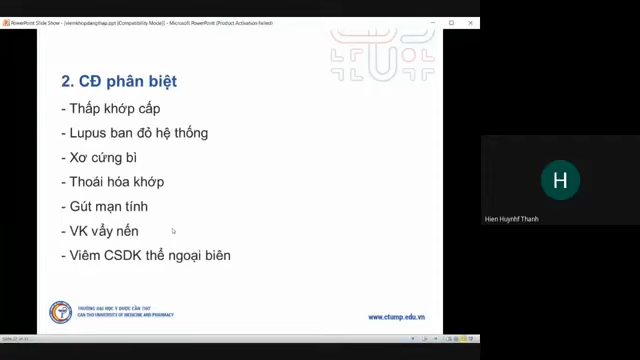 PowerPoint Slide Show - [viemkhopdangthap.ppt [Compatibility Mode]] - Microsoft PowerPoint (Product Activation Failed)
2. CĐ phân biệt
- Thấp khớp cấp
- Lupus ban đỏ hệ thống
- Xơ cứng bì
- Thoái hóa khớp
- Gút mạn tính
- VK vẩy nến
- Viêm CSDK thể ngoại biên
H
Hien Huynhf Thanh
TRƯỜNG ĐẠI HỌC Y DƯỢC CẦN THƠ
CAN THO UNIVERSITY OF MEDICINE AND PHARMACY
www.ctump.edu.vn